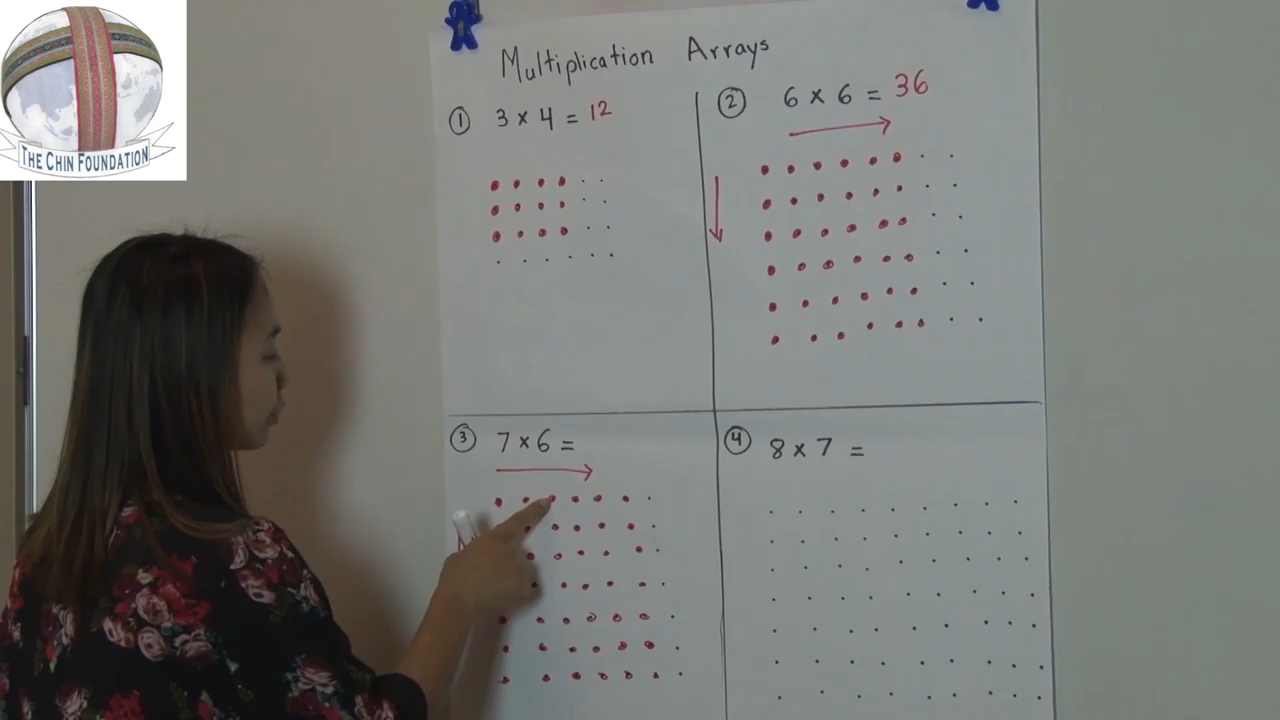 THE CHIN FOUNDATION
Multiplication Arrays
① 3 × 4 = 12
② 6 × 6 = 36
③ 7 × 6 =
④ 8 × 7 =